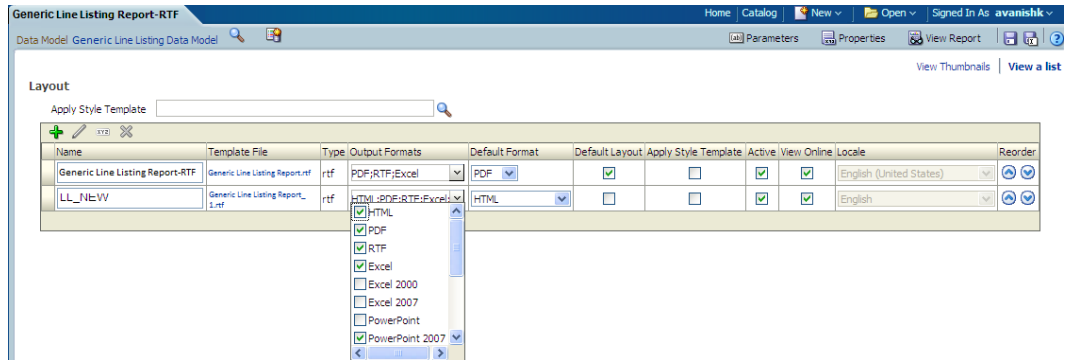 Generic Line Listing Report-RTF
Home Catalog New Open Signed In As avanishk
Data Model Generic Line Listing Data Model
Parameters Properties View Report
View Thumbnails View a list
Layout
Apply Style Template
XYZ
Name Template File Type Output Formats Default Format Default Layout Apply Style Template Active View Online Locale Reorder
Generic Line Listing Report-RTF Generic Line Listing Report.rtf rtf PDF;RTF;Excel PDF English (United States)
LL_NEW Generic Line Listing Report_ rtf HTML;PDF;RTF;Excel; HTML English
1.rtf
HTML
PDF
RTF
Excel
Excel 2000
Excel 2007
PowerPoint
PowerPoint 2007